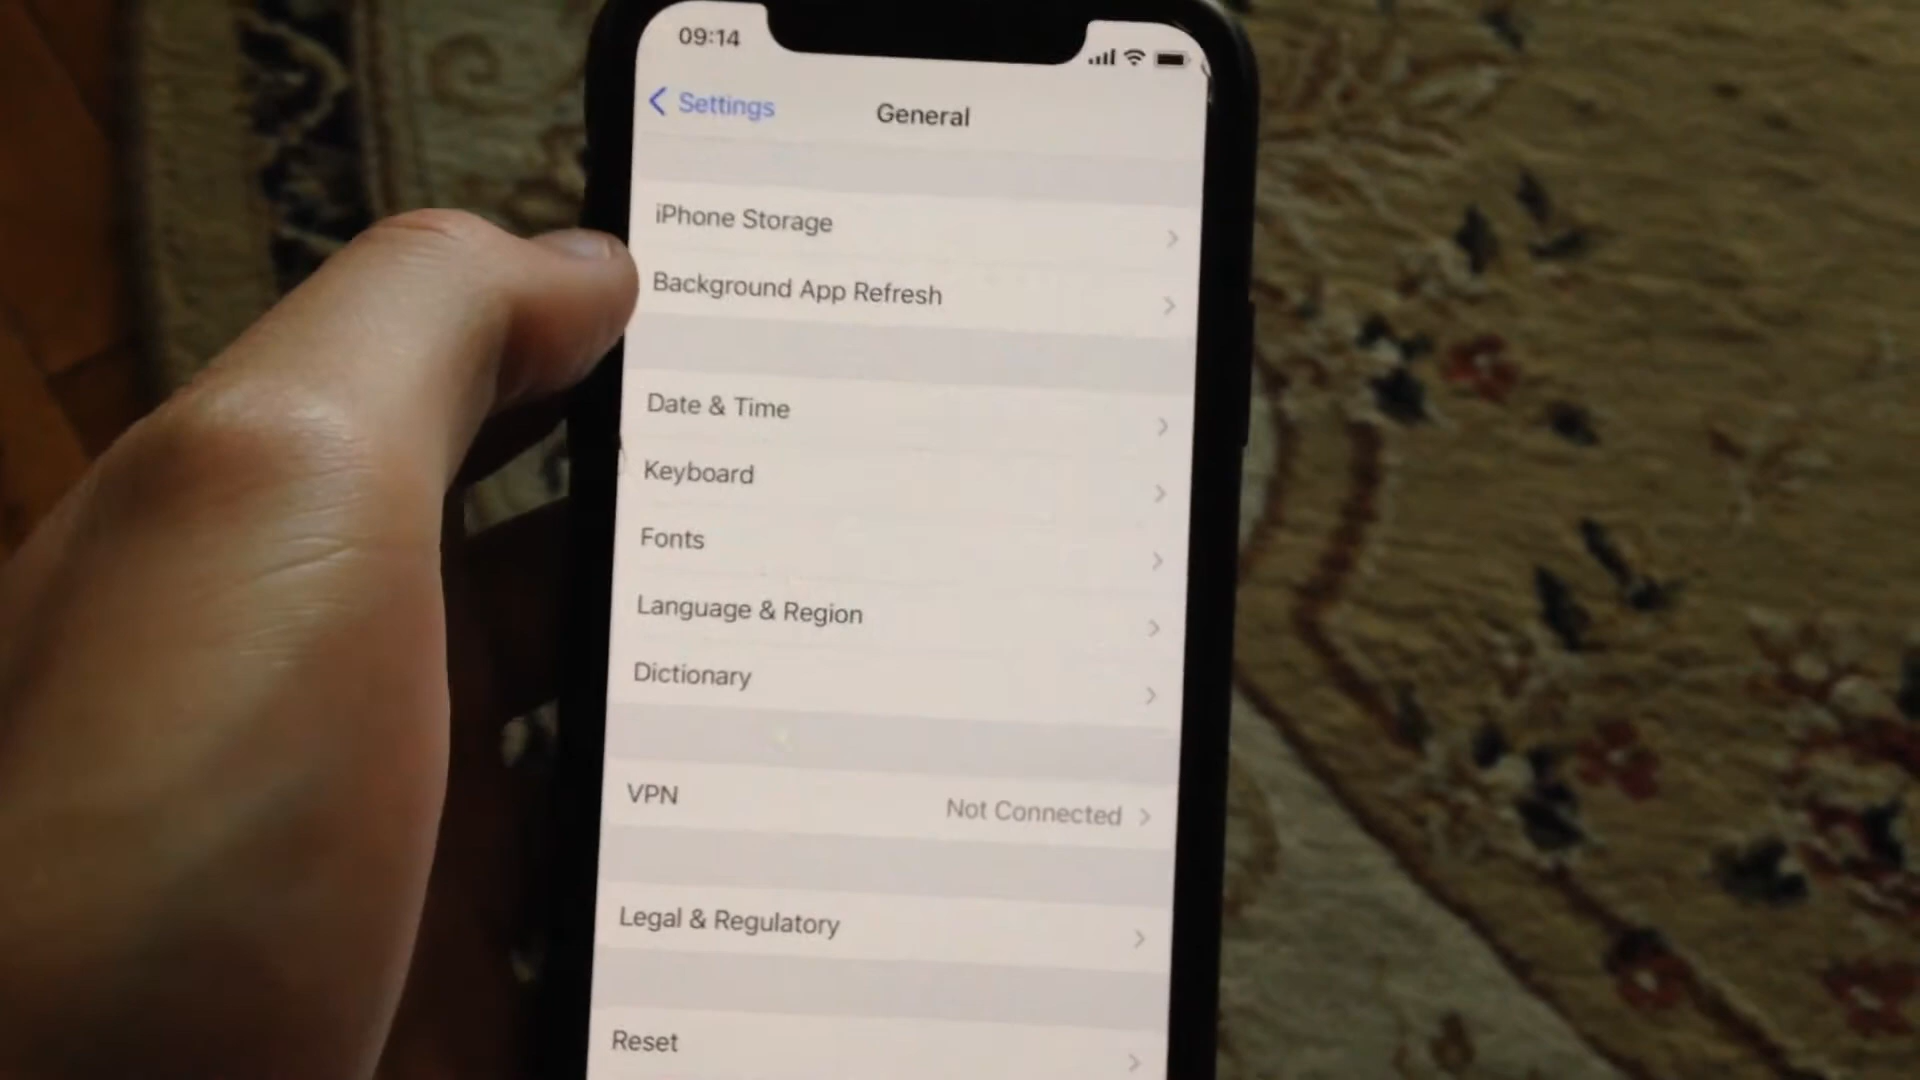 09:14
Settings
General
iPhone Storage
Background App Refresh
Date & Time
Keyboard
Fonts
Language & Region
Dictionary
VPN Not Connected
Legal & Regulatory
Reset